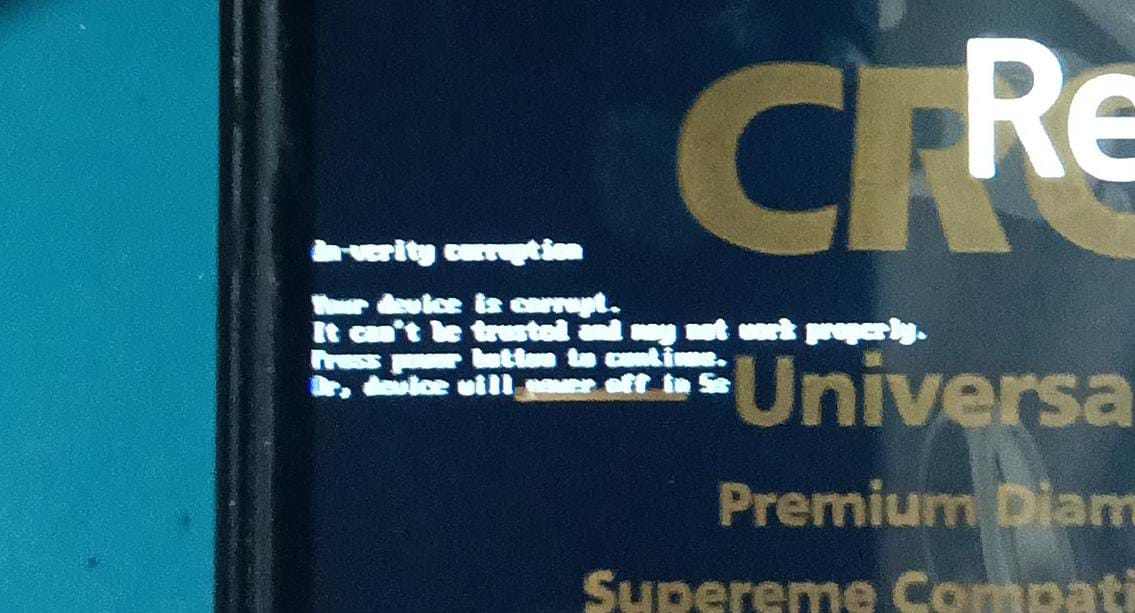 Re
CRO
dm-verity corruption
Your device is corrupt.
It can't be trusted and may not work properly.
Press power button to continue.
Or, device will power off in 5s
Universa
Premium Diam
Supereme Compati